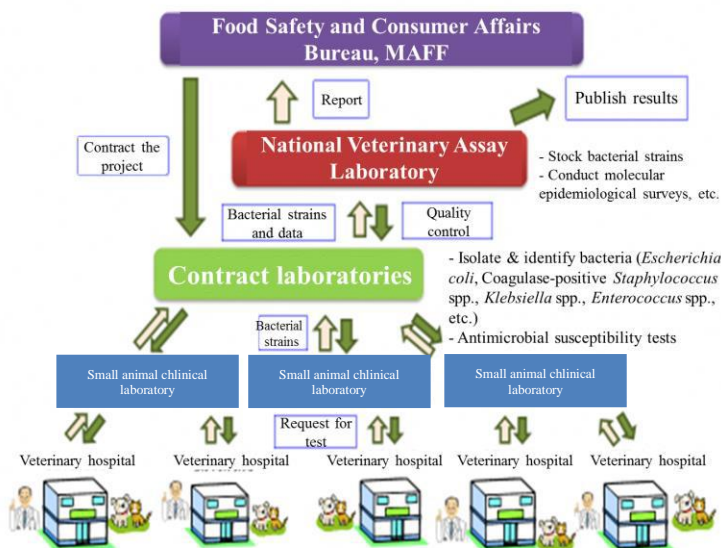 Food Safety and Consumer Affairs
Bureau, MAFF
Report
Publish results
Contract the
project
National Veterinary Assay
Laboratory
- Stock bacterial strains
- Conduct molecular
epidemiological surveys, etc.
Bacterial strains
and data
Quality
control
Contract laboratories
- Isolate & identify bacteria (Escherichia
coli, Coagulase-positive Staphylococcus
spp., Klebsiella spp., Enterococcus spp.,
etc.)
- Antimicrobial susceptibility tests
Bacterial
strains
Small animal chlinical
laboratory
Small animal chlinical
laboratory
Small animal chlinical
laboratory
Request for
test
Veterinary hospital
Veterinary hospital
Veterinary hospital
Veterinary hospital
Veterinary hospital